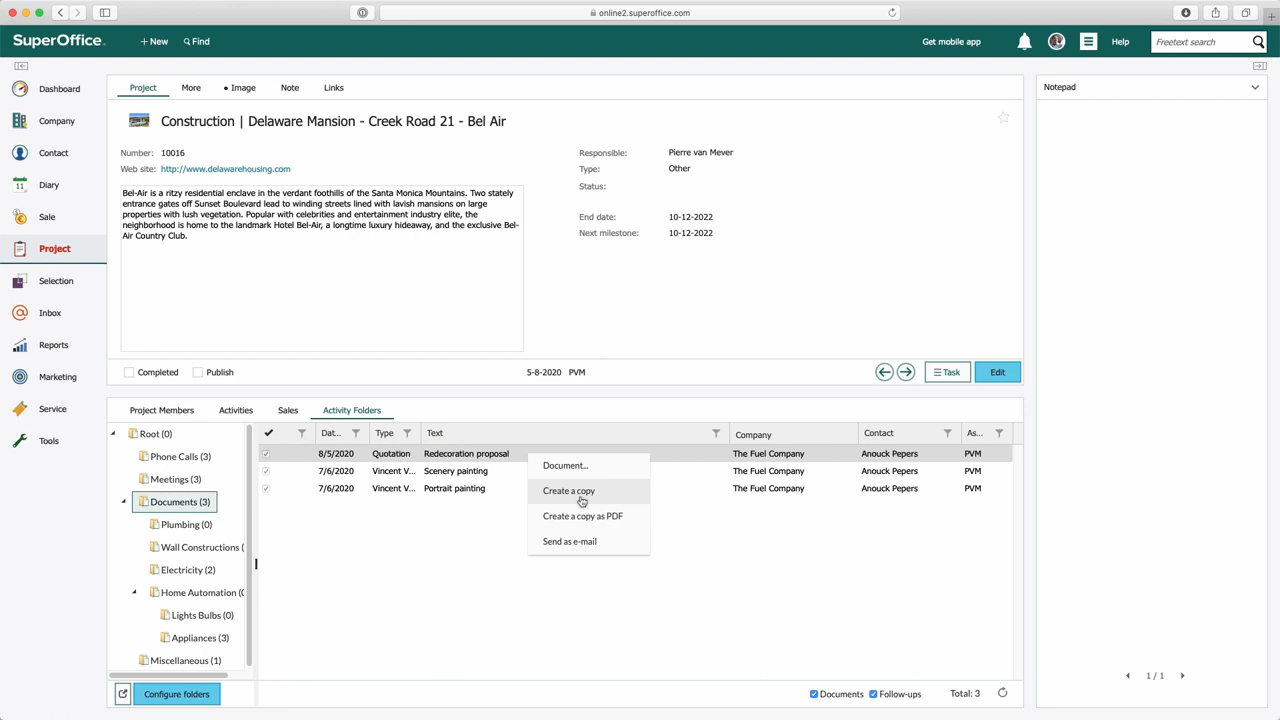 online2.superoffice.com
SuperOffice.
+ New
Find
Get mobile app
Help
Freetext search
Dashboard
Company
Contact
11
Diary
Sale
Project
Selection
Inbox
Reports
Marketing
Service
Tools
Project
More
• Image
Note
Links
Construction | Delaware Mansion - Creek Road 21 - Bel Air
Number: 10016
Web site: http://www.delawarehousing.com
Bel-Air is a ritzy residential enclave in the verdant foothills of the Santa Monica Mountains. Two stately
entrance gates off Sunset Boulevard lead to winding streets lined with lavish mansions on large
properties with lush vegetation. Popular with celebrities and entertainment industry elite, the
neighborhood is home to the landmark Hotel Bel-Air, a longtime luxury hideaway, and the exclusive Bel-
Air Country Club.
Responsible: Pierre van Mever
Type: Other
Status:
End date: 10-12-2022
Next milestone: 10-12-2022
Completed
Publish
5-8-2020 PVM
Task
Edit
Project Members
Activities
Sales
Activity Folders
Root (0)
Phone Calls (3)
Meetings (3)
Documents (3)
Plumbing (0)
Wall Constructions (
Electricity (2)
Home Automation (0
Lights Bulbs (0)
Appliances (3)
Miscellaneous (1)
Configure folders
Dat... Type Text Company Contact As...
8/5/2020 Quotation Redecoration proposal The Fuel Company Anouck Pepers PVM
7/6/2020 Vincent V... Scenery painting The Fuel Company Anouck Pepers PVM
7/6/2020 Vincent V... Portrait painting The Fuel Company Anouck Pepers PVM
Document...
Create a copy
Create a copy as PDF
Send as e-mail
Documents
Follow-ups
Total: 3
Notepad
1 / 1